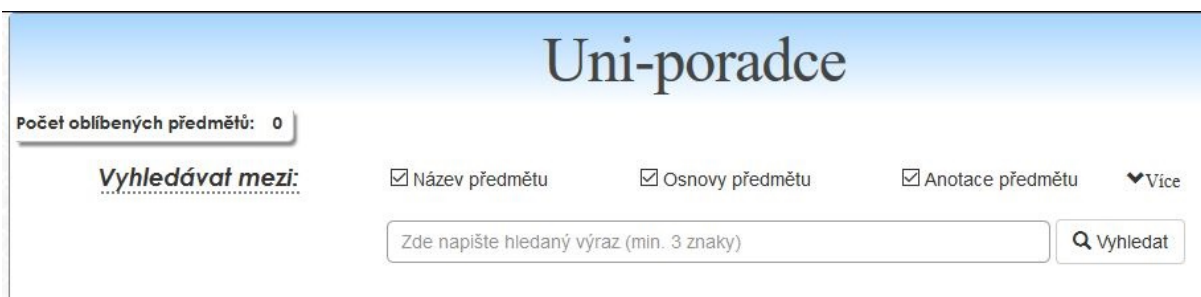 Uni-poradce
Počet oblíbených předmětů: 0
Vyhledávat mezi: Název předmětu Osnovy předmětu Anotace předmětu Více
Zde napište hledaný výraz (min. 3 znaky) Vyhledat